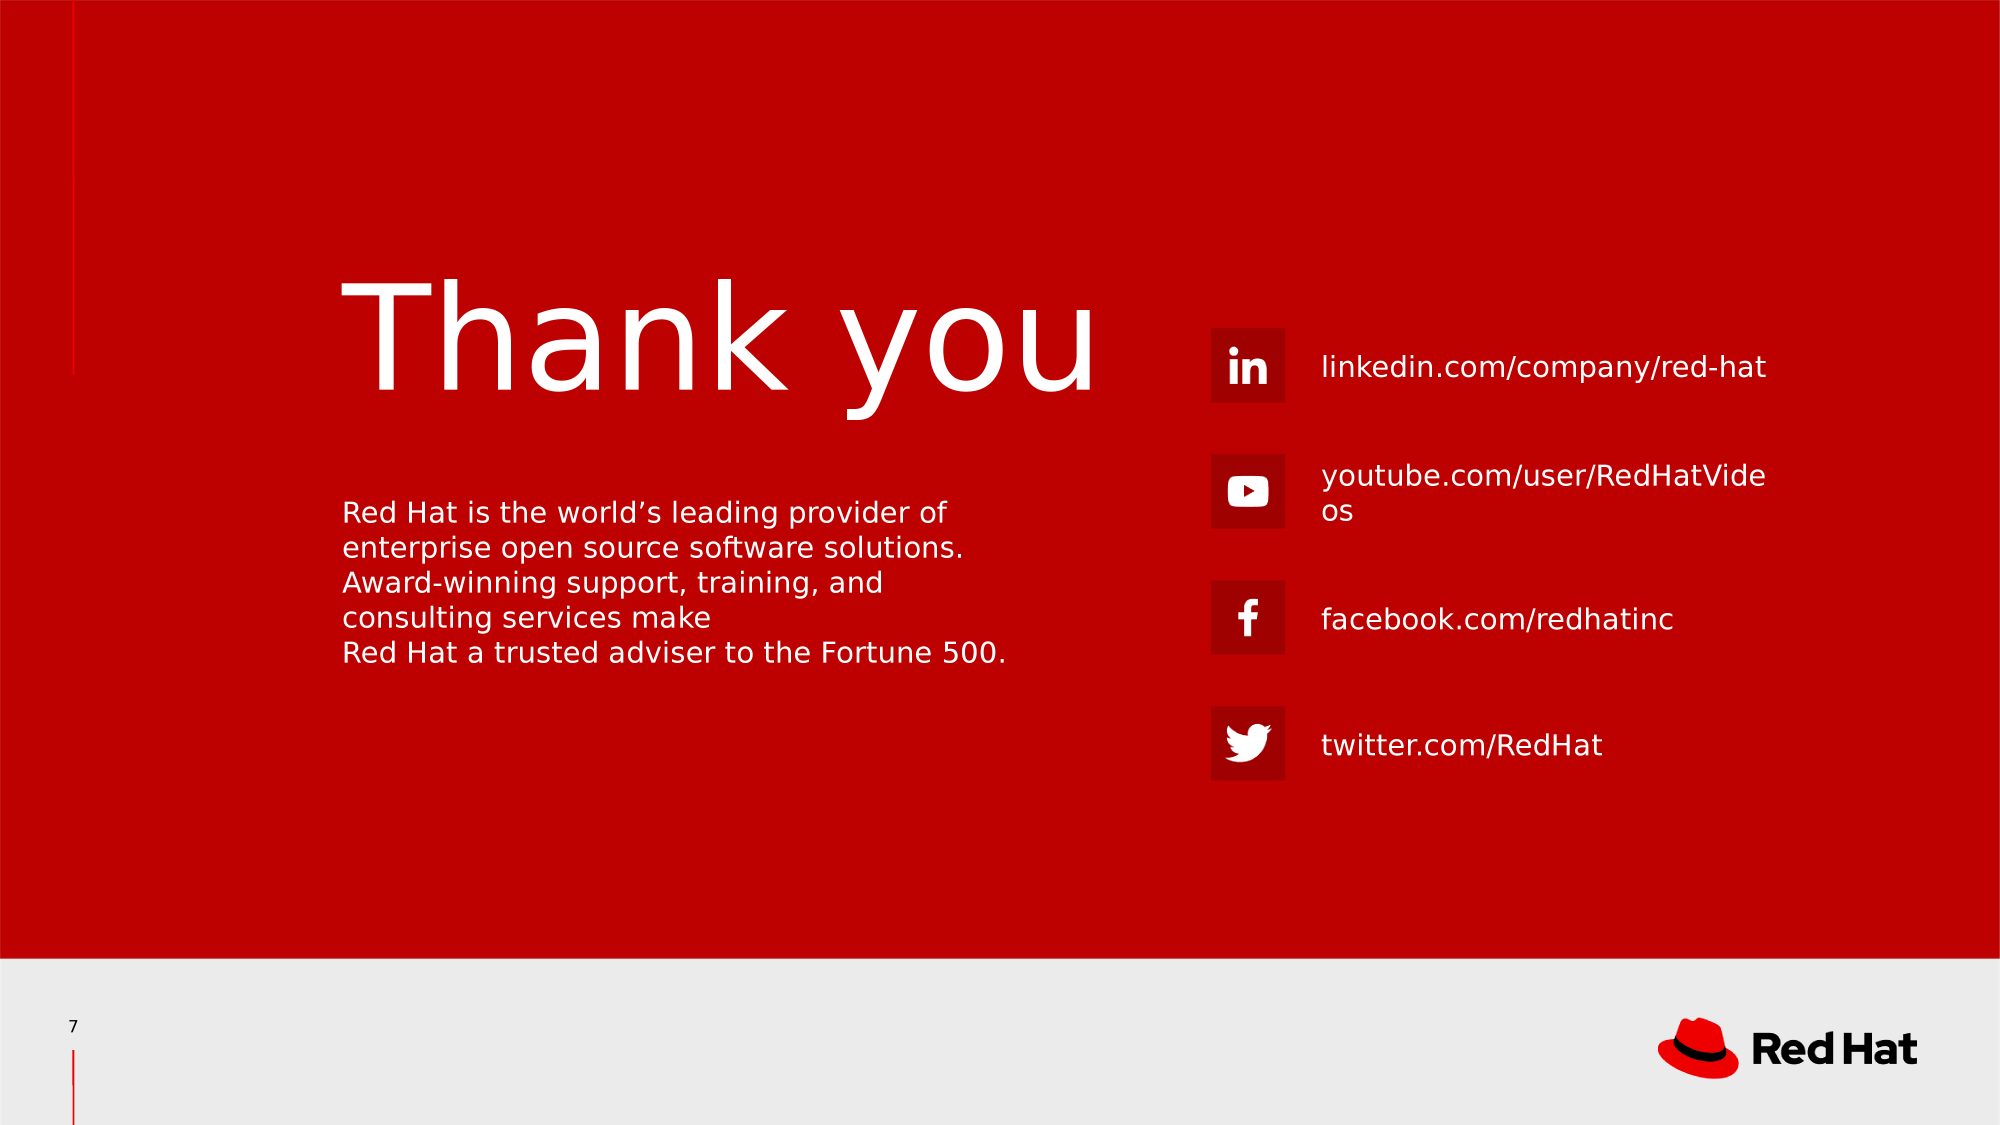 Thank you
Red Hat is the world’s leading provider of
enterprise open source software solutions.
Award-winning support, training, and
consulting services make
Red Hat a trusted adviser to the Fortune 500.
in
linkedin.com/company/red-hat
youtube.com/user/RedHatVide
os
f
facebook.com/redhatinc
twitter.com/RedHat
7
Red Hat